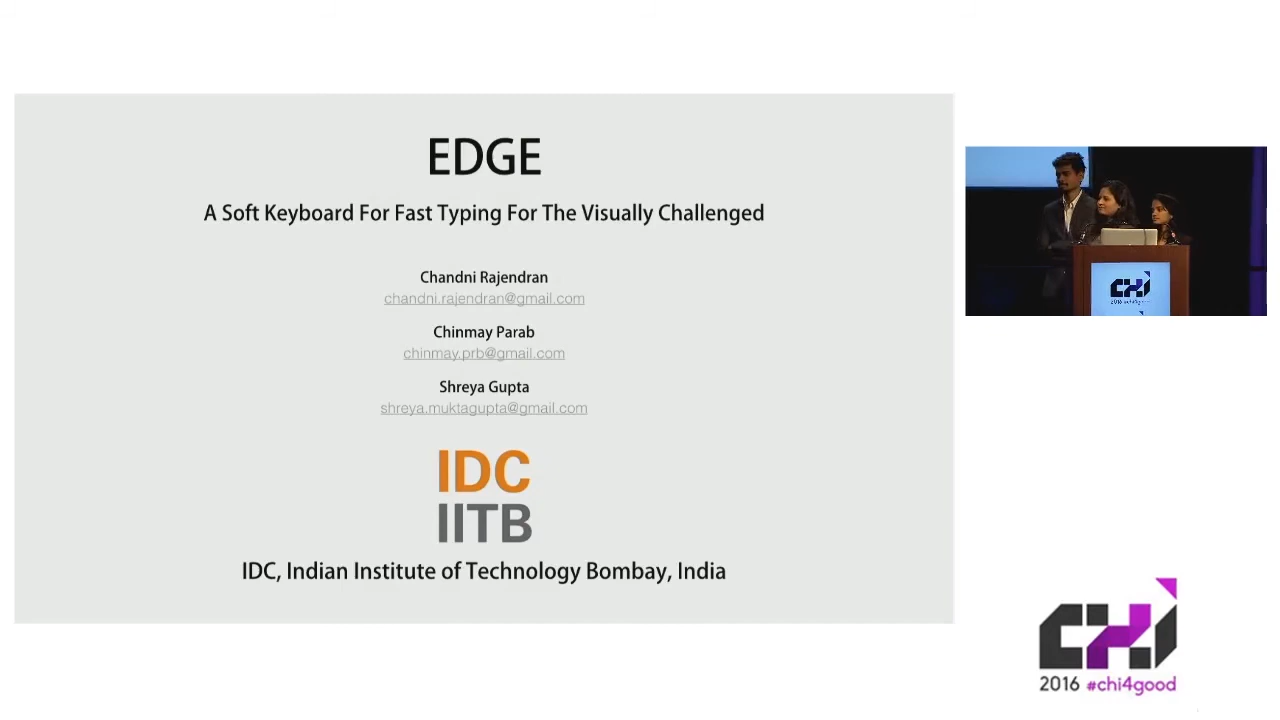 EDGE
A Soft Keyboard For Fast Typing For The Visually Challenged
Chandni Rajendran
chandni.rajendran@gmail.com
Chinmay Parab
chinmay.prb@gmail.com
Shreya Gupta
shreya.muktagupta@gmail.com
IDC
IITB
IDC, Indian Institute of Technology Bombay, India
CHI
CHI
2016 #chi4good